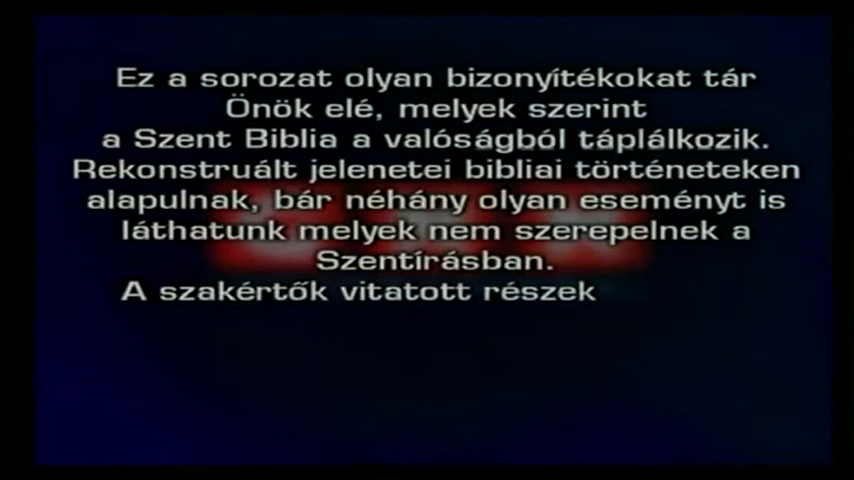 Ez a sorozat olyan bizonyítékokat tár
Önök elé, melyek szerint
a Szent Biblia a valóságból táplálkozik.
Rekonstruált jelenetei bibliai történeteken
alapulnak, bár néhány olyan eseményt is
láthatunk melyek nem szerepelnek a
Szentírásban.
A szakértők vitatott részek